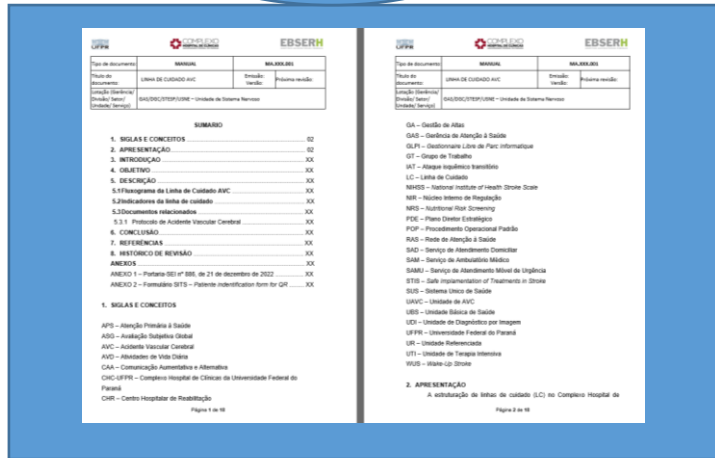 UFPR
COMPLEXO
HOSPITAL DE CLÍNICAS
EBSERH
Tipo de documento MANUAL MA.XXX.001
Título do documento: LINHA DE CUIDADO AVC Emissão: Versão: Próxima revisão:
Lotação (Gerência/ Divisão/ Setor/ Unidade/ Serviço) GAS/DGC/STESP/USNE – Unidade de Sistema Nervoso
SUMÁRIO
1. SIGLAS E CONCEITOS ... 02
2. APRESENTAÇÃO ... 02
3. INTRODUÇÃO ... XX
4. OBJETIVO ... XX
5. DESCRIÇÃO ... XX
5.1Fluxograma da Linha de Cuidado AVC ... XX
5.2Indicadores da linha de cuidado ... XX
5.3Documentos relacionados ... XX
5.3.1 Protocolo de Acidente Vascular Cerebral ... XX
6. CONCLUSÃO ... XX
7. REFERÊNCIAS ... XX
8. HISTÓRICO DE REVISÃO ... XX
ANEXOS ... XX
ANEXO 1 – Portaria-SEI nº 880, de 21 de dezembro de 2022 ... XX
ANEXO 2 – Formulário SITS – Patiente Indentification form for QR ... XX
1. SIGLAS E CONCEITOS
APS – Atenção Primária à Saúde
ASG – Avaliação Subjetiva Global
AVC – Acidente Vascular Cerebral
AVD – Atividades de Vida Diária
CAA – Comunicação Aumentativa e Alternativa
CHC-UFPR – Complexo Hospital de Clínicas da Universidade Federal do
Paraná
CHR – Centro Hospitalar de Reabilitação
Página 1 de 10
UFPR
COMPLEXO
HOSPITAL DE CLÍNICAS
EBSERH
Tipo de documento MANUAL MA.XXX.001
Título do documento: LINHA DE CUIDADO AVC Emissão: Versão: Próxima revisão:
Lotação (Gerência/ Divisão/ Setor/ Unidade/ Serviço) GAS/DGC/STESP/USNE – Unidade de Sistema Nervoso
GA – Gestão de Altas
GAS – Gerência de Atenção à Saúde
GLPI – Gestionnaire Libre de Parc Informatique
GT – Grupo de Trabalho
IAT – Ataque isquêmico transitório
LC – Linha de Cuidado
NIHSS – National Institute of Health Stroke Scale
NIR – Núcleo Interno de Regulação
NRS – Nutritional Risk Screening
PDE – Plano Diretor Estratégico
POP – Procedimento Operacional Padrão
RAS – Rede de Atenção à Saúde
SAD – Serviço de Atendimento Domiciliar
SAM – Serviço de Ambulatório Médico
SAMU – Serviço de Atendimento Móvel de Urgência
STIS – Safe Implamentation of Treatments in Stroke
SUS – Sistema Único de Saúde
UAVC – Unidade de AVC
UBS – Unidade Básica de Saúde
UDI – Unidade de Diagnóstico por Imagem
UFPR – Universidade Federal do Paraná
UR – Unidade Referenciada
UTI – Unidade de Terapia Intensiva
WUS – Wake-Up Stroke
2. APRESENTAÇÃO
A estruturação de linhas de cuidado (LC) no Complexo Hospital de
Página 2 de 10